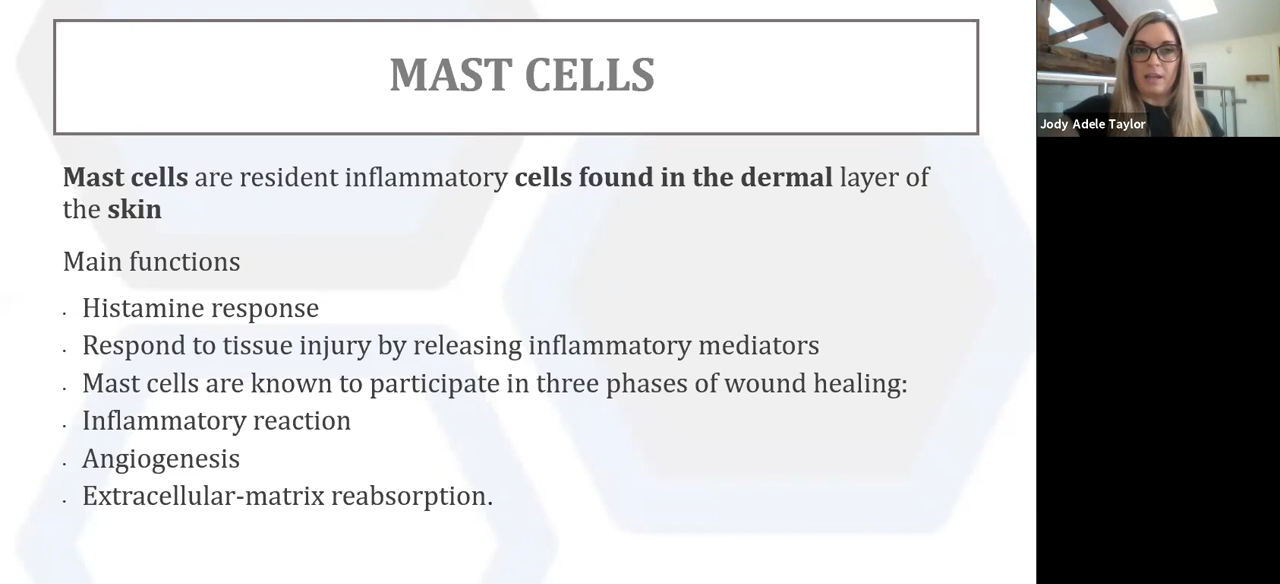 MAST CELLS
Mast cells are resident inflammatory cells found in the dermal layer of
the skin
Main functions
· Histamine response
· Respond to tissue injury by releasing inflammatory mediators
· Mast cells are known to participate in three phases of wound healing:
· Inflammatory reaction
· Angiogenesis
· Extracellular-matrix reabsorption.
Jody Adele Taylor